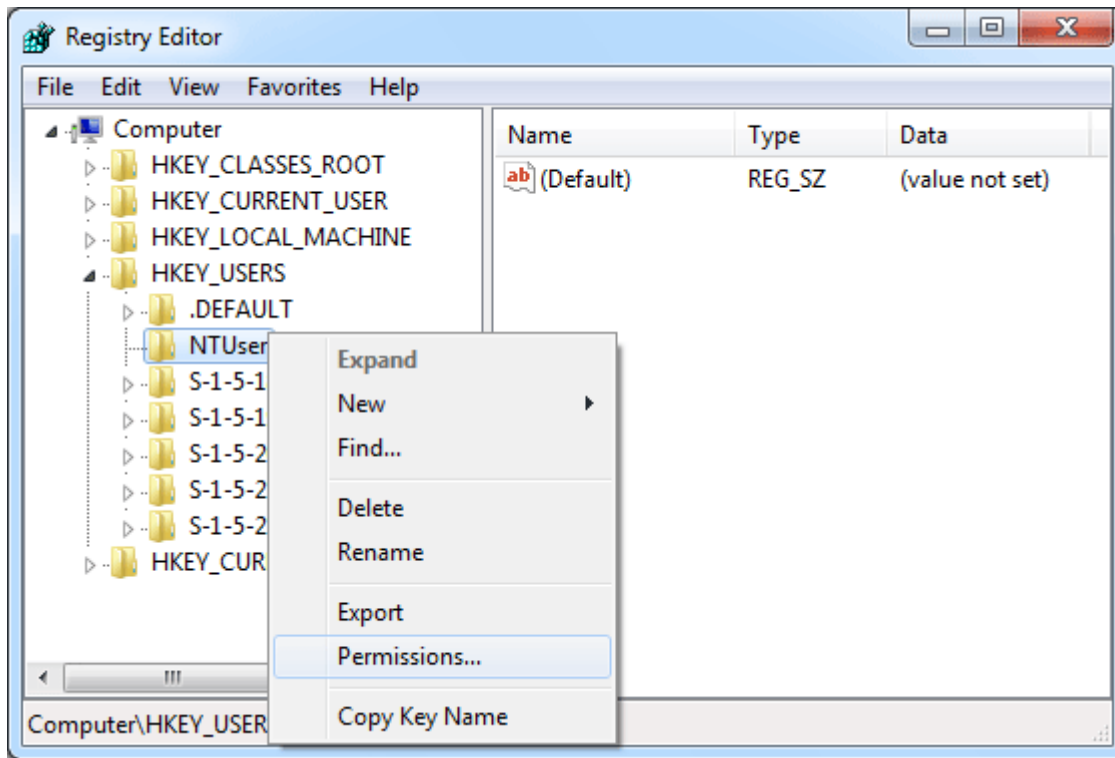 Registry Editor
File Edit View Favorites Help
Computer
HKEY_CLASSES_ROOT
HKEY_CURRENT_USER
HKEY_LOCAL_MACHINE
HKEY_USERS
.DEFAULT
NTUser
S-1-5-1
S-1-5-1
S-1-5-2
S-1-5-2
S-1-5-2
HKEY_CUR
Name Type Data
ab (Default) REG_SZ (value not set)
Expand
New
Find...
Delete
Rename
Export
Permissions...
Copy Key Name
Computer\HKEY_USER